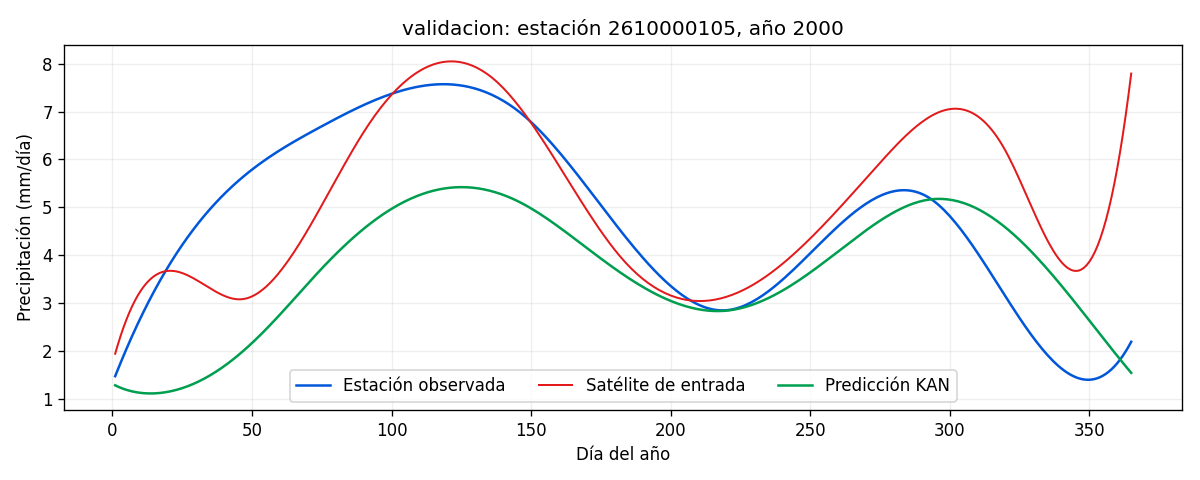 validacion: estación 2610000105, año 2000
Precipitación (mm/día)
8
7
6
5
4
3
2
1
Estación observada Satélite de entrada Predicción KAN
0 50 100 150 200 250 300 350
Día del año